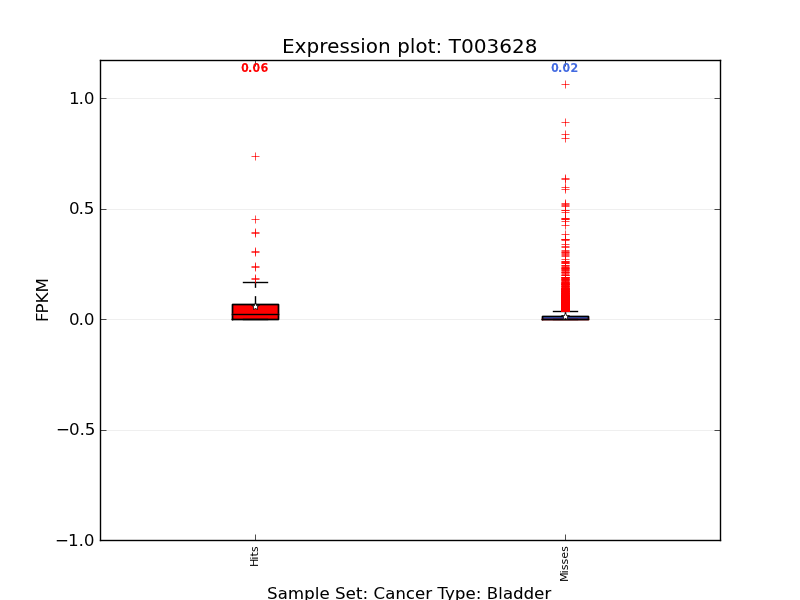 Expression plot: T003628
0.06
0.02
1.0
0.5
0.0
−0.5
−1.0
FPKM
Hits
Misses
Sample Set: Cancer Type: Bladder